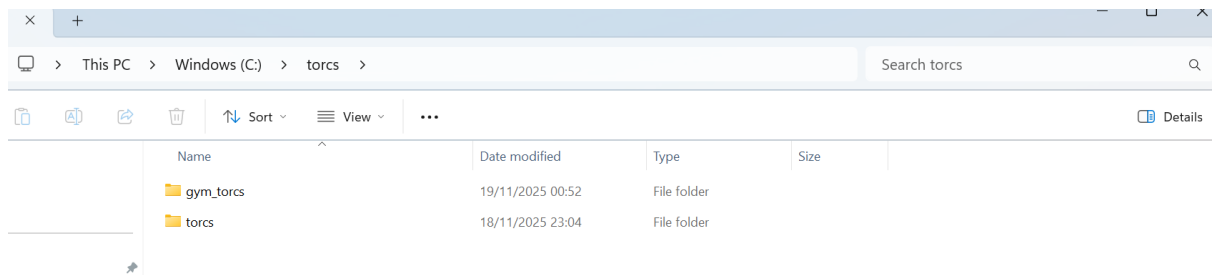 This PC > Windows (C:) > torcs >
Search torcs
Sort
View
Details
Name Date modified Type Size
gym_torcs 19/11/2025 00:52 File folder
torcs 18/11/2025 23:04 File folder